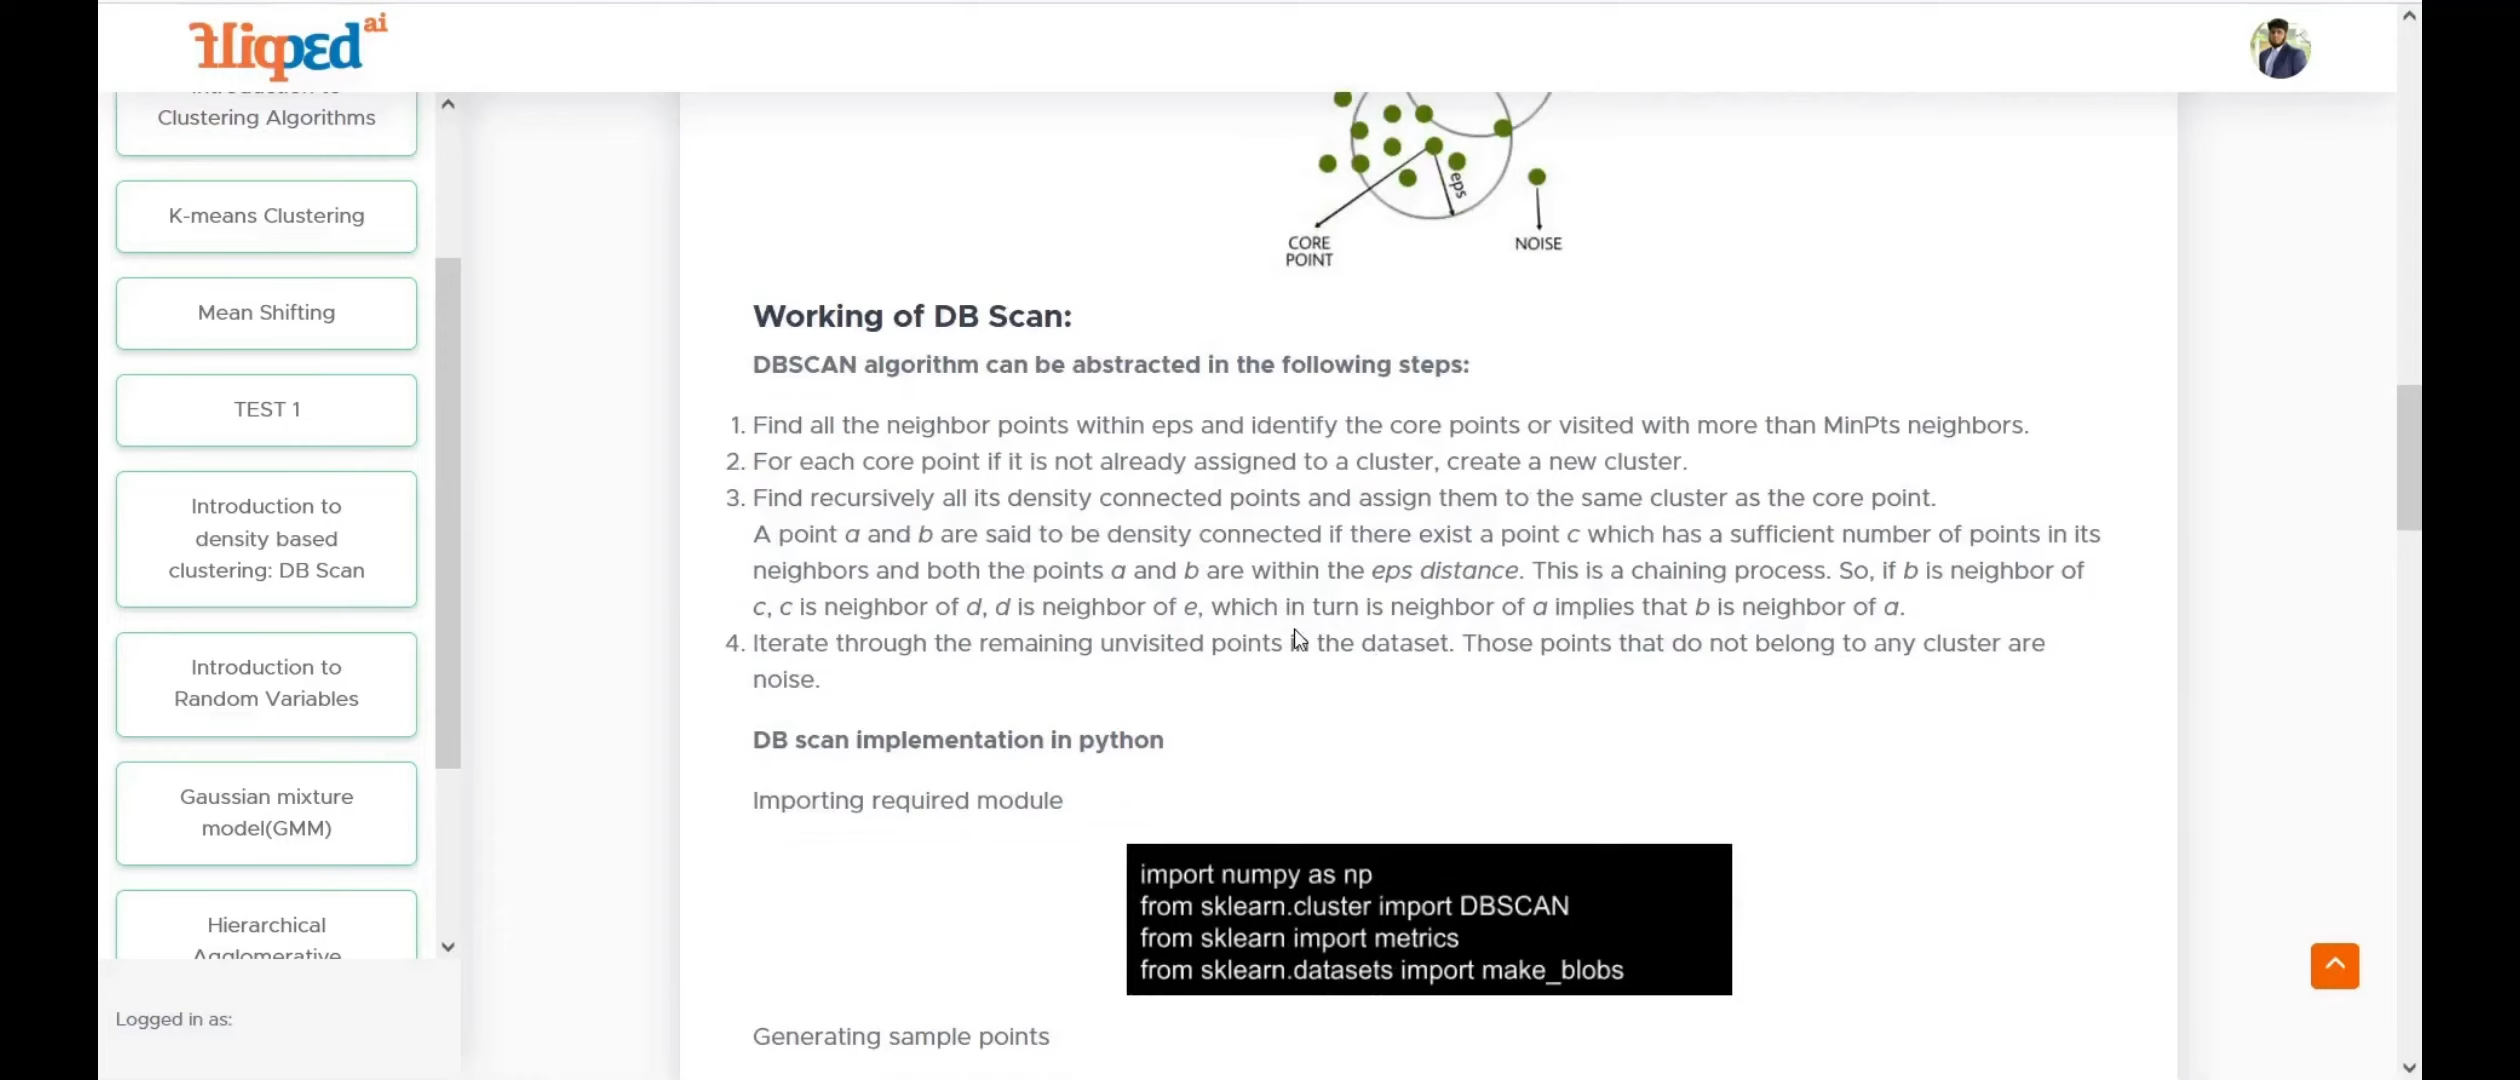 flipped ai
Clustering Algorithms
K-means Clustering
Mean Shifting
TEST 1
Introduction to
density based
clustering: DB Scan
Introduction to
Random Variables
Gaussian mixture
model(GMM)
Hierarchical
Agglomerative
Logged in as:
eps
CORE
POINT
NOISE
Working of DB Scan:
DBSCAN algorithm can be abstracted in the following steps:
1. Find all the neighbor points within eps and identify the core points or visited with more than MinPts neighbors.
2. For each core point if it is not already assigned to a cluster, create a new cluster.
3. Find recursively all its density connected points and assign them to the same cluster as the core point.
A point a and b are said to be density connected if there exist a point c which has a sufficient number of points in its
neighbors and both the points a and b are within the eps distance. This is a chaining process. So, if b is neighbor of
c, c is neighbor of d, d is neighbor of e, which in turn is neighbor of a implies that b is neighbor of a.
4. Iterate through the remaining unvisited points in the dataset. Those points that do not belong to any cluster are
noise.
DB scan implementation in python
Importing required module
import numpy as np
from sklearn.cluster import DBSCAN
from sklearn import metrics
from sklearn.datasets import make_blobs
Generating sample points